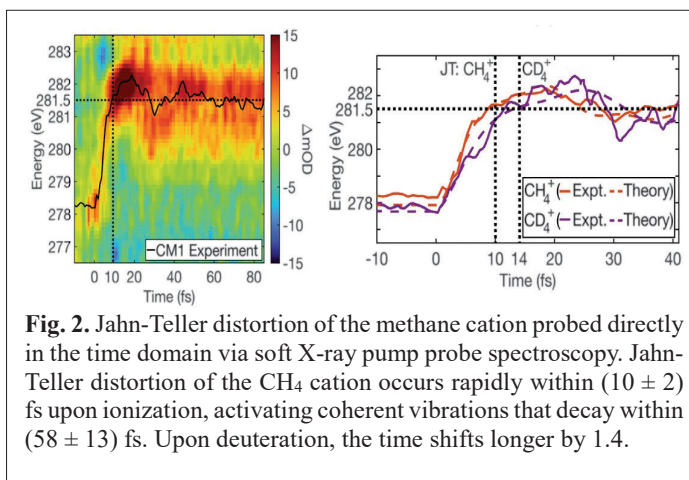 283
282
281.5
281
280
279
278
277
Energy (eV)
0 10 20 40 60 80
Time (fs)
CM1 Experiment
15
10
5
0
-5
-10
-15
ΔmOD
JT: CH₄⁺ CD₄⁺
282
281.5
280
278
Energy (eV)
CH₄⁺(— Expt. - -Theory)
CD₄⁺(— Expt. - -Theory)
-10 0 10 14 20 30 40
Time (fs)
Fig. 2. Jahn-Teller distortion of the methane cation probed directly
in the time domain via soft X-ray pump probe spectroscopy. Jahn-
Teller distortion of the CH₄ cation occurs rapidly within (10 ± 2)
fs upon ionization, activating coherent vibrations that decay within
(58 ± 13) fs. Upon deuteration, the time shifts longer by 1.4.